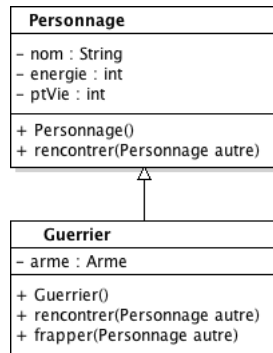 Personnage
- nom : String
- energie : int
- ptVie : int
+ Personnage()
+ rencontrer(Personnage autre)
Guerrier
- arme : Arme
+ Guerrier()
+ rencontrer(Personnage autre)
+ frapper(Personnage autre)